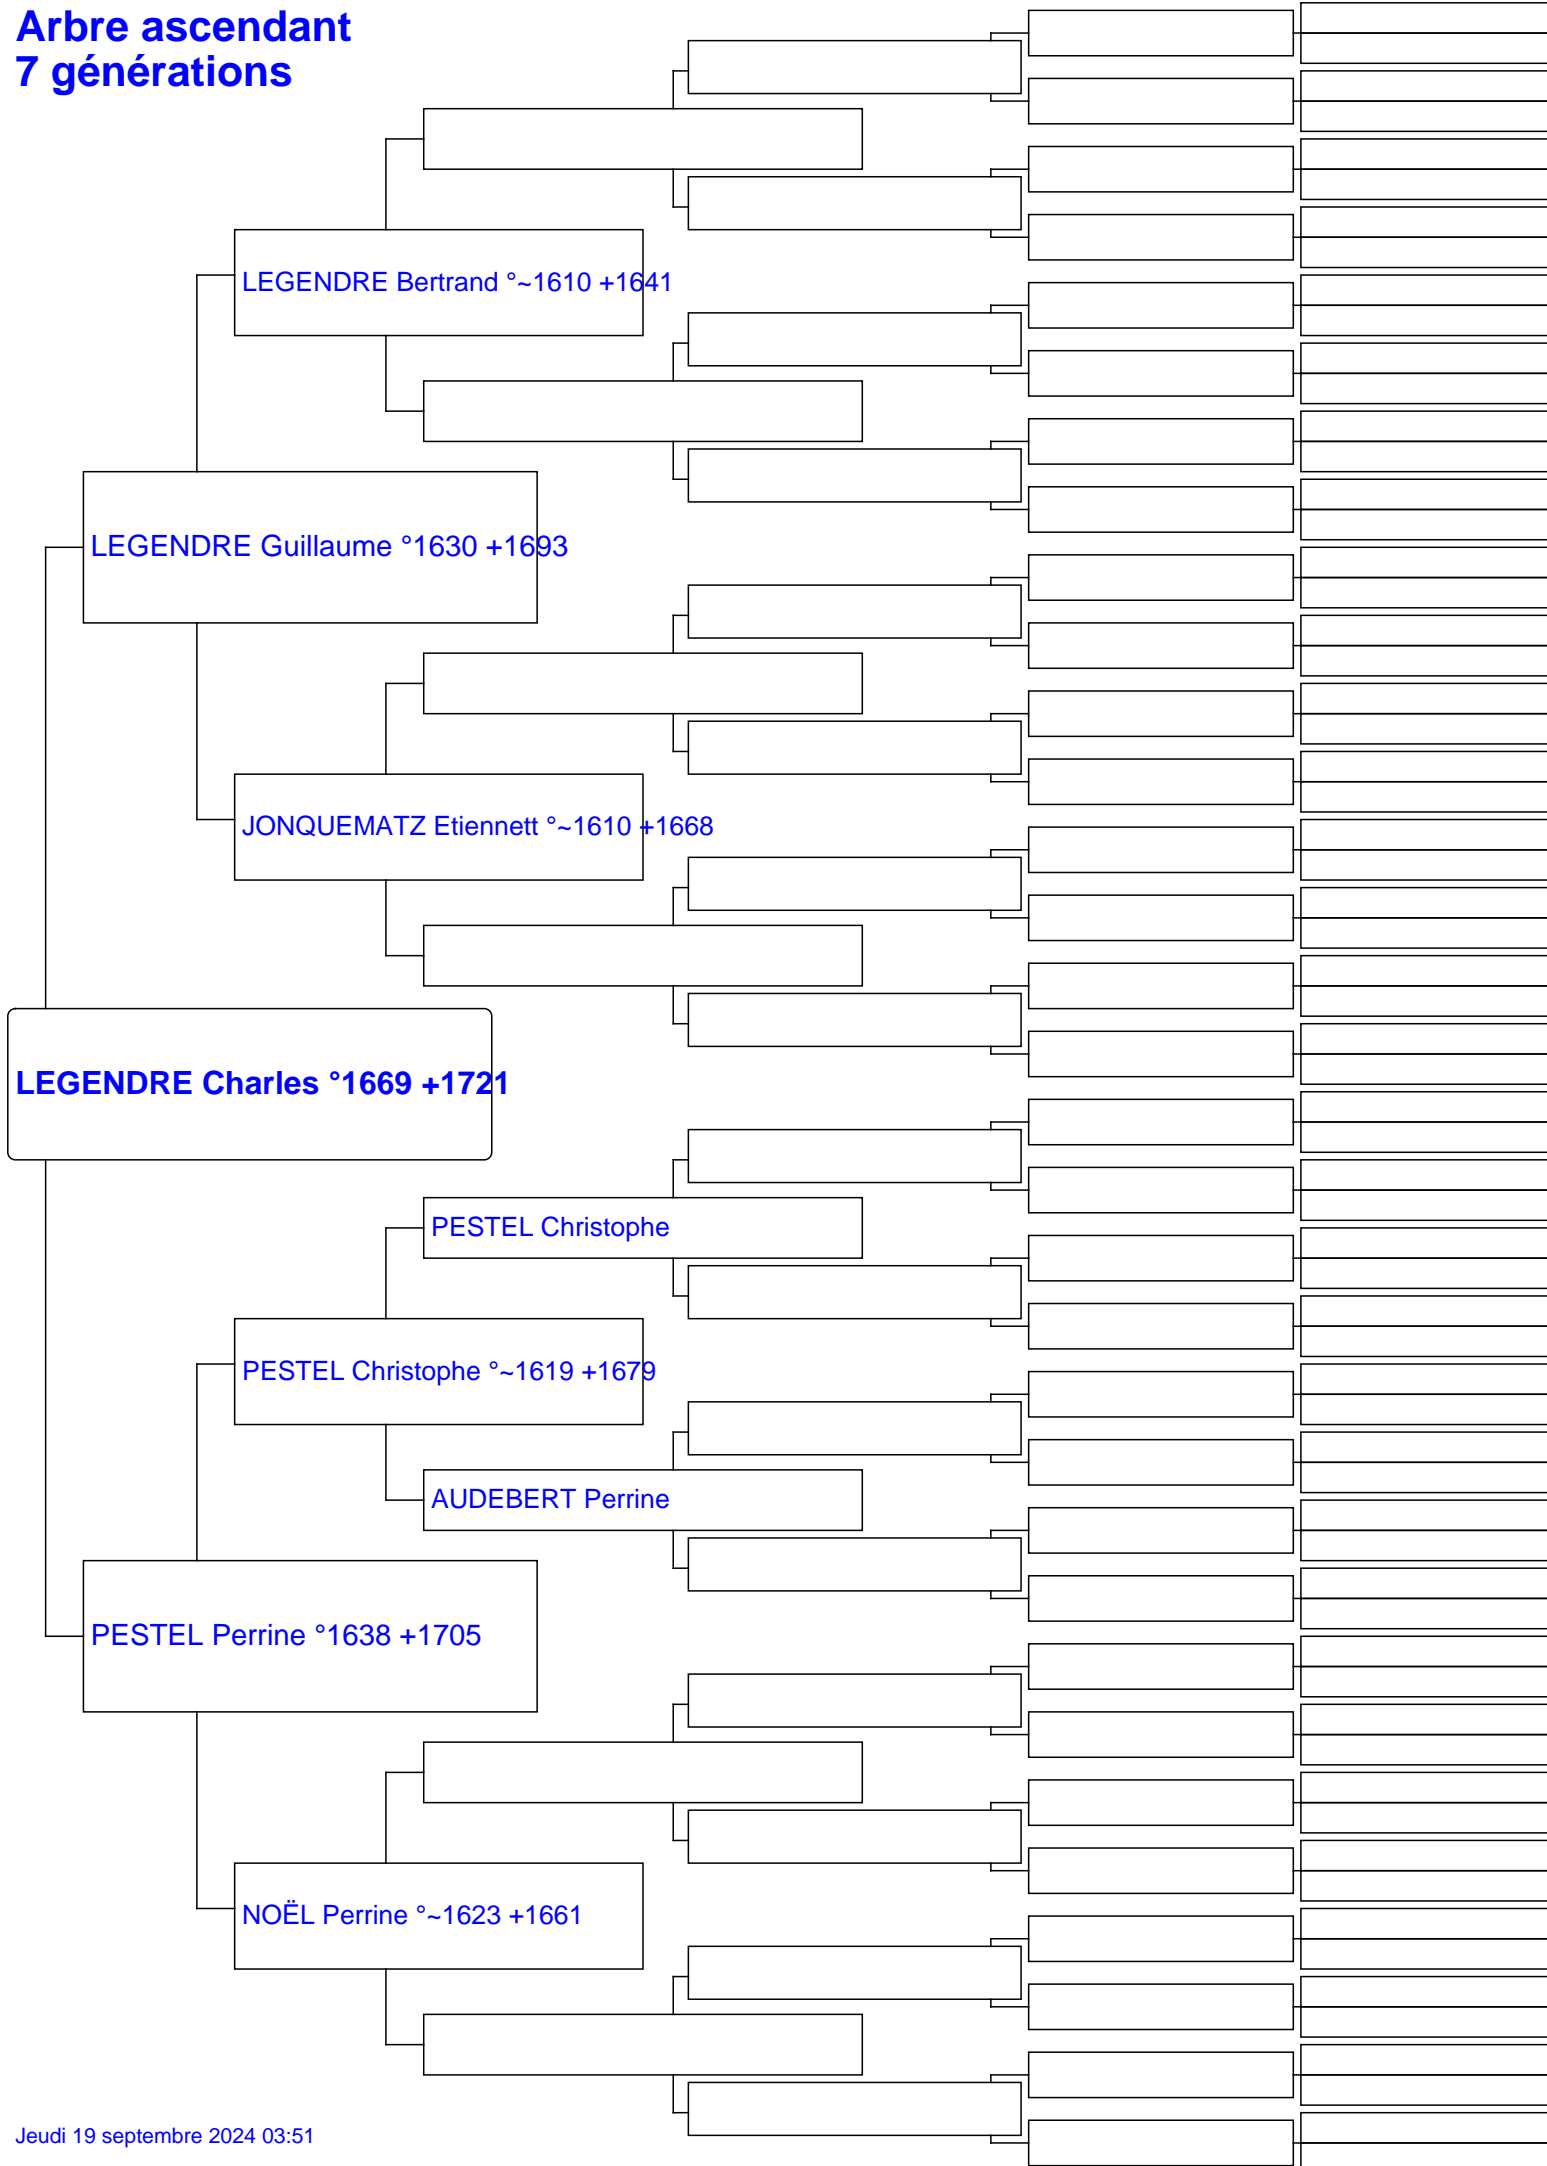 Arbre ascendant
7 générations
LEGENDRE Bertrand °~1610 +1641
LEGENDRE Guillaume °1630 +1693
JONQUEMATZ Etiennett °~1610 +1668
LEGENDRE Charles °1669 +1721
PESTEL Christophe
PESTEL Christophe °~1619 +1679
AUDEBERT Perrine
PESTEL Perrine °1638 +1705
NOËL Perrine °~1623 +1661
Jeudi 19 septembre 2024 03:51